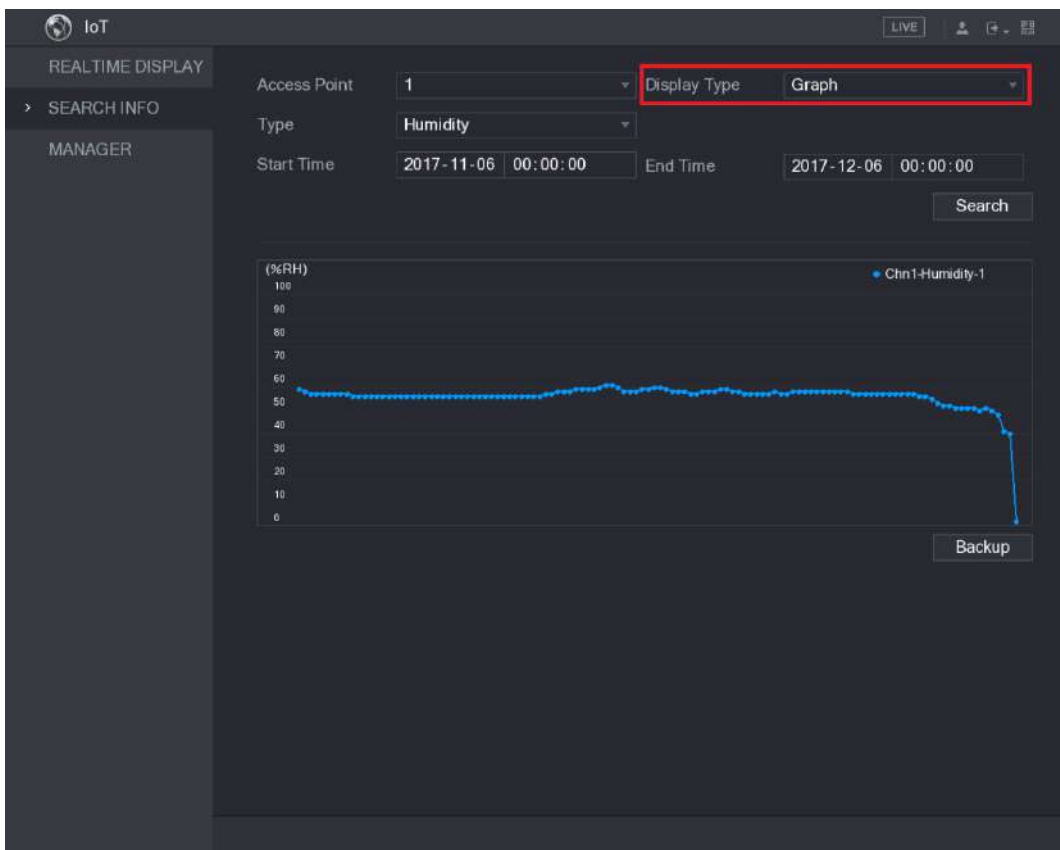 IoT
LIVE
REALTIME DISPLAY
SEARCH INFO
MANAGER
Access Point 1 Display Type Graph
Type Humidity
Start Time 2017-11-06 00:00:00 End Time 2017-12-06 00:00:00
Search
(%RH)
Chn1-Humidity-1
100
90
80
70
60
50
40
30
20
10
0
Backup